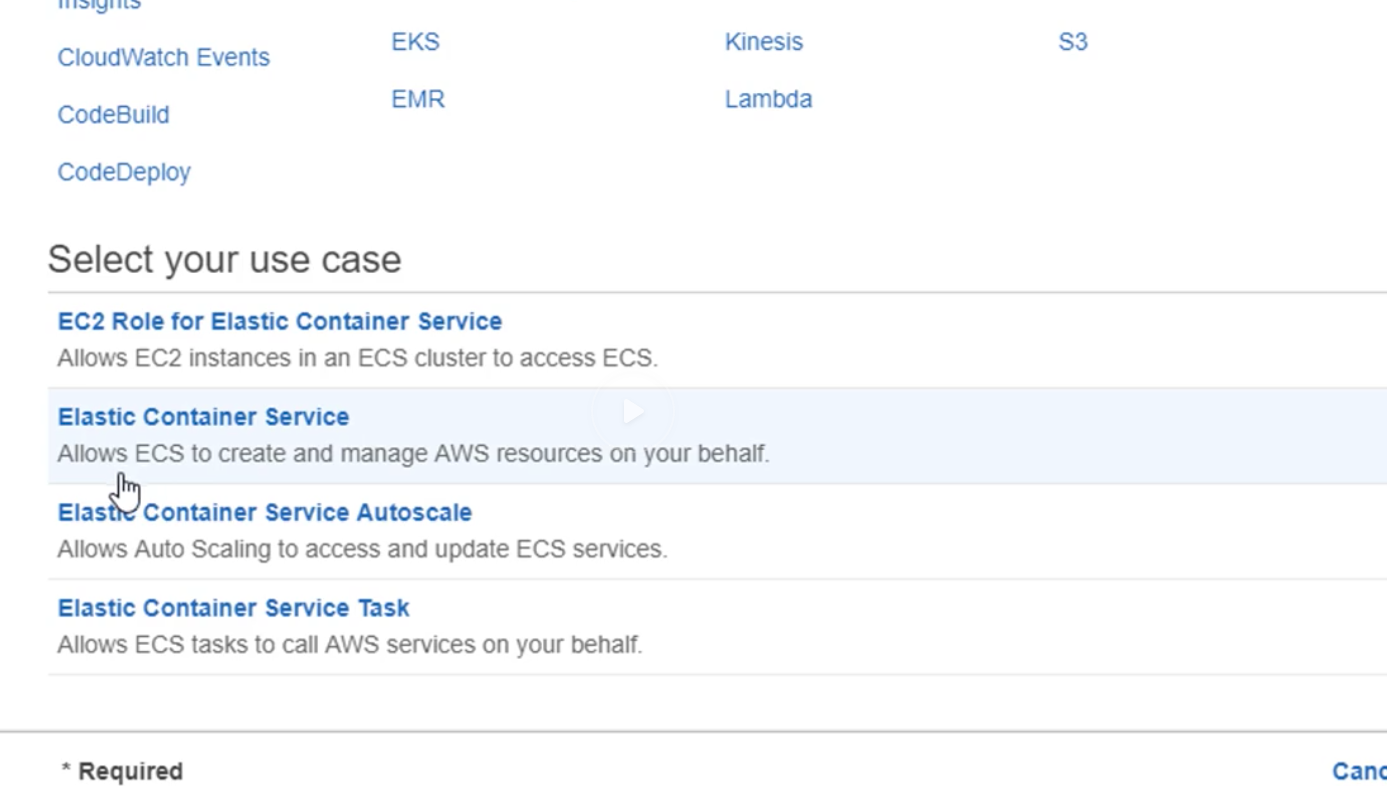 Insights
CloudWatch Events
CodeBuild
CodeDeploy
EKS
EMR
Kinesis
Lambda
S3
Select your use case
EC2 Role for Elastic Container Service
Allows EC2 instances in an ECS cluster to access ECS.
Elastic Container Service
Allows ECS to create and manage AWS resources on your behalf.
Elastic Container Service Autoscale
Allows Auto Scaling to access and update ECS services.
Elastic Container Service Task
Allows ECS tasks to call AWS services on your behalf.
* Required
Canc